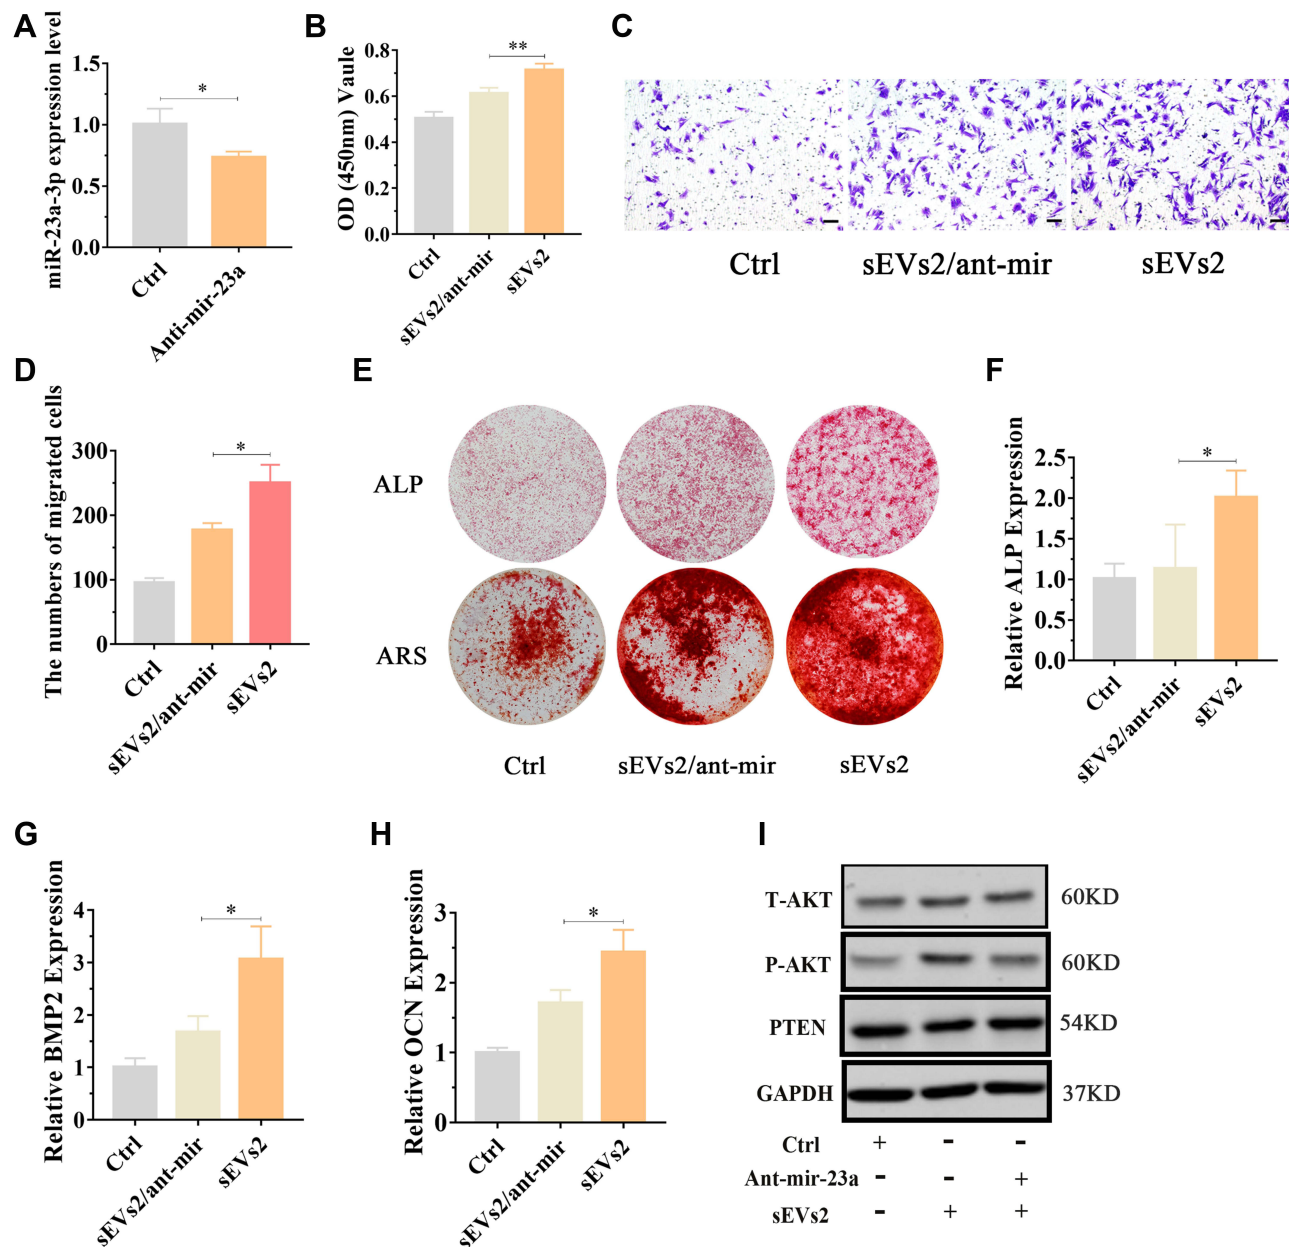 A
miR-23a-3p expression level
1.5
1.0
0.5
0.0
*
Ctrl
Anti-mir-23a
B
OD (450nm) Vaule
0.8
0.6
0.4
0.2
0.0
**
Ctrl
sEVs2/ant-mir
sEVs2
C
Ctrl
sEVs2/ant-mir
sEVs2
D
The numbers of migrated cells
300
200
100
0
*
Ctrl
sEVs2/ant-mir
sEVs2
E
ALP
ARS
Ctrl
sEVs2/ant-mir
sEVs2
F
Relative ALP Expression
2.5
2.0
1.5
1.0
0.5
0.0
*
Ctrl
sEVs2/ant-mir
sEVs2
G
Relative BMP2 Expression
4
3
2
1
0
*
Ctrl
sEVs2/ant-mir
sEVs2
H
Relative OCN Expression
3
2
1
0
*
Ctrl
sEVs2/ant-mir
sEVs2
I
T-AKT 60KD
P-AKT 60KD
PTEN 54KD
GAPDH 37KD
Ctrl + - -
Ant-mir-23a - - +
sEVs2 - + +